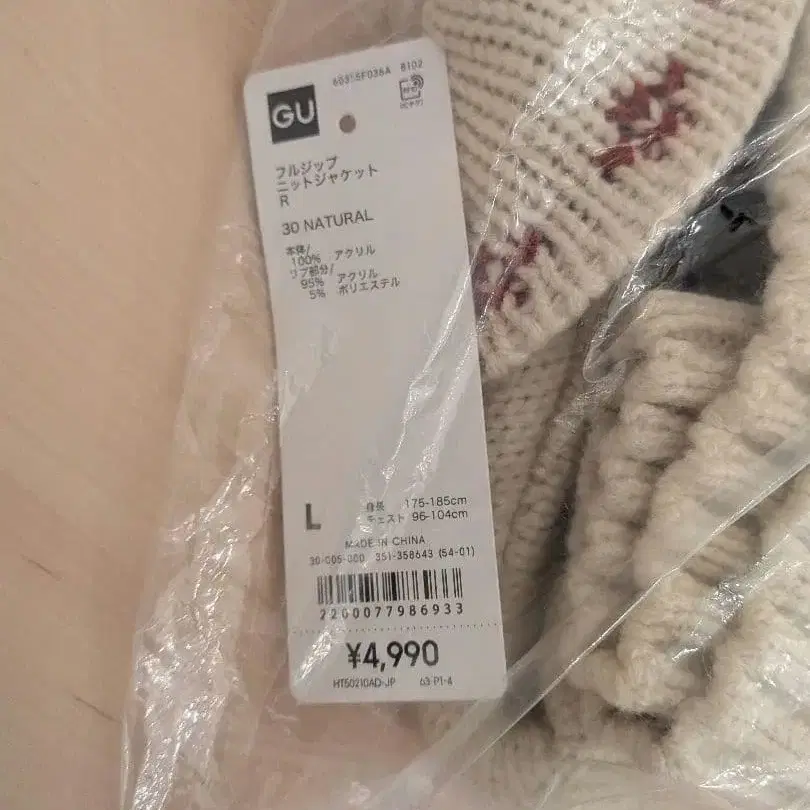 GU
フルジップ
ニットジャケット
R
30 NATURAL
本体/
100% アクリル
リブ部分/
95% アクリル
5% ポリエステル
L
身長 175-185cm
チェスト 96-104cm
MADE IN CHINA
30-005-000 351-358643 (54-01)
2200077986933
¥4,990
HT50210AD-JP 63-P1-4